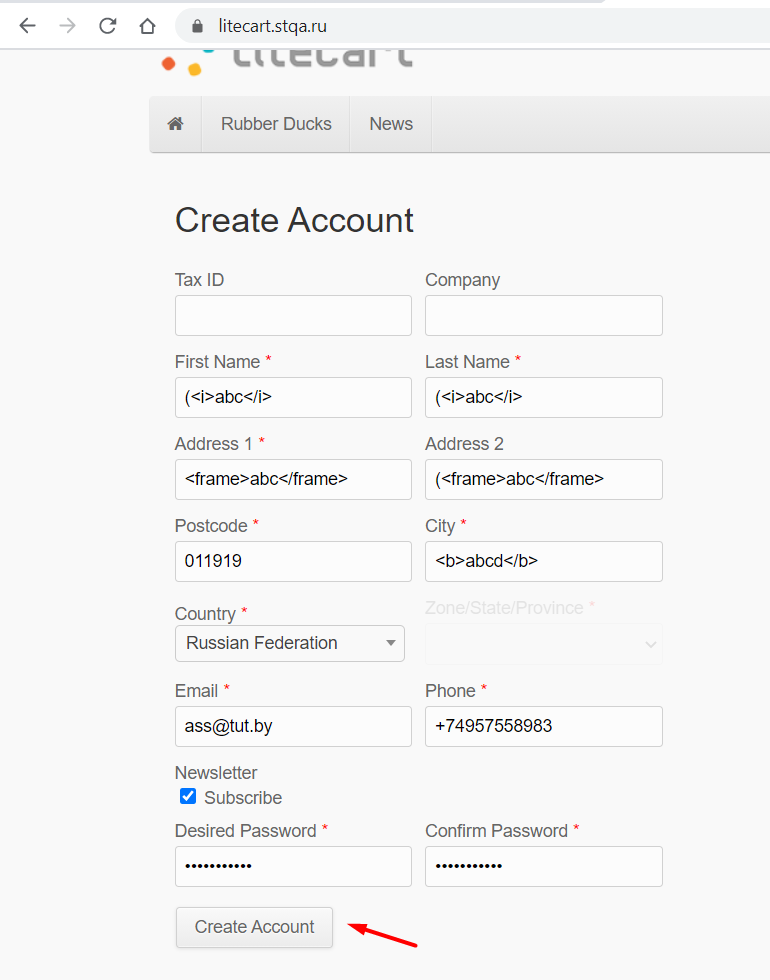 litecart.stqa.ru
litecart
Rubber Ducks News
Create Account
Tax ID Company
First Name * Last Name *
(<i>abc</i> (<i>abc</i>
Address 1 * Address 2
<frame>abc</frame> (<frame>abc</frame>
Postcode * City *
011919 <b>abcd</b>
Country * Zone/State/Province *
Russian Federation
Email * Phone *
ass@tut.by +74957558983
Newsletter
Subscribe
Desired Password * Confirm Password *
••••••••••• •••••••••••
Create Account